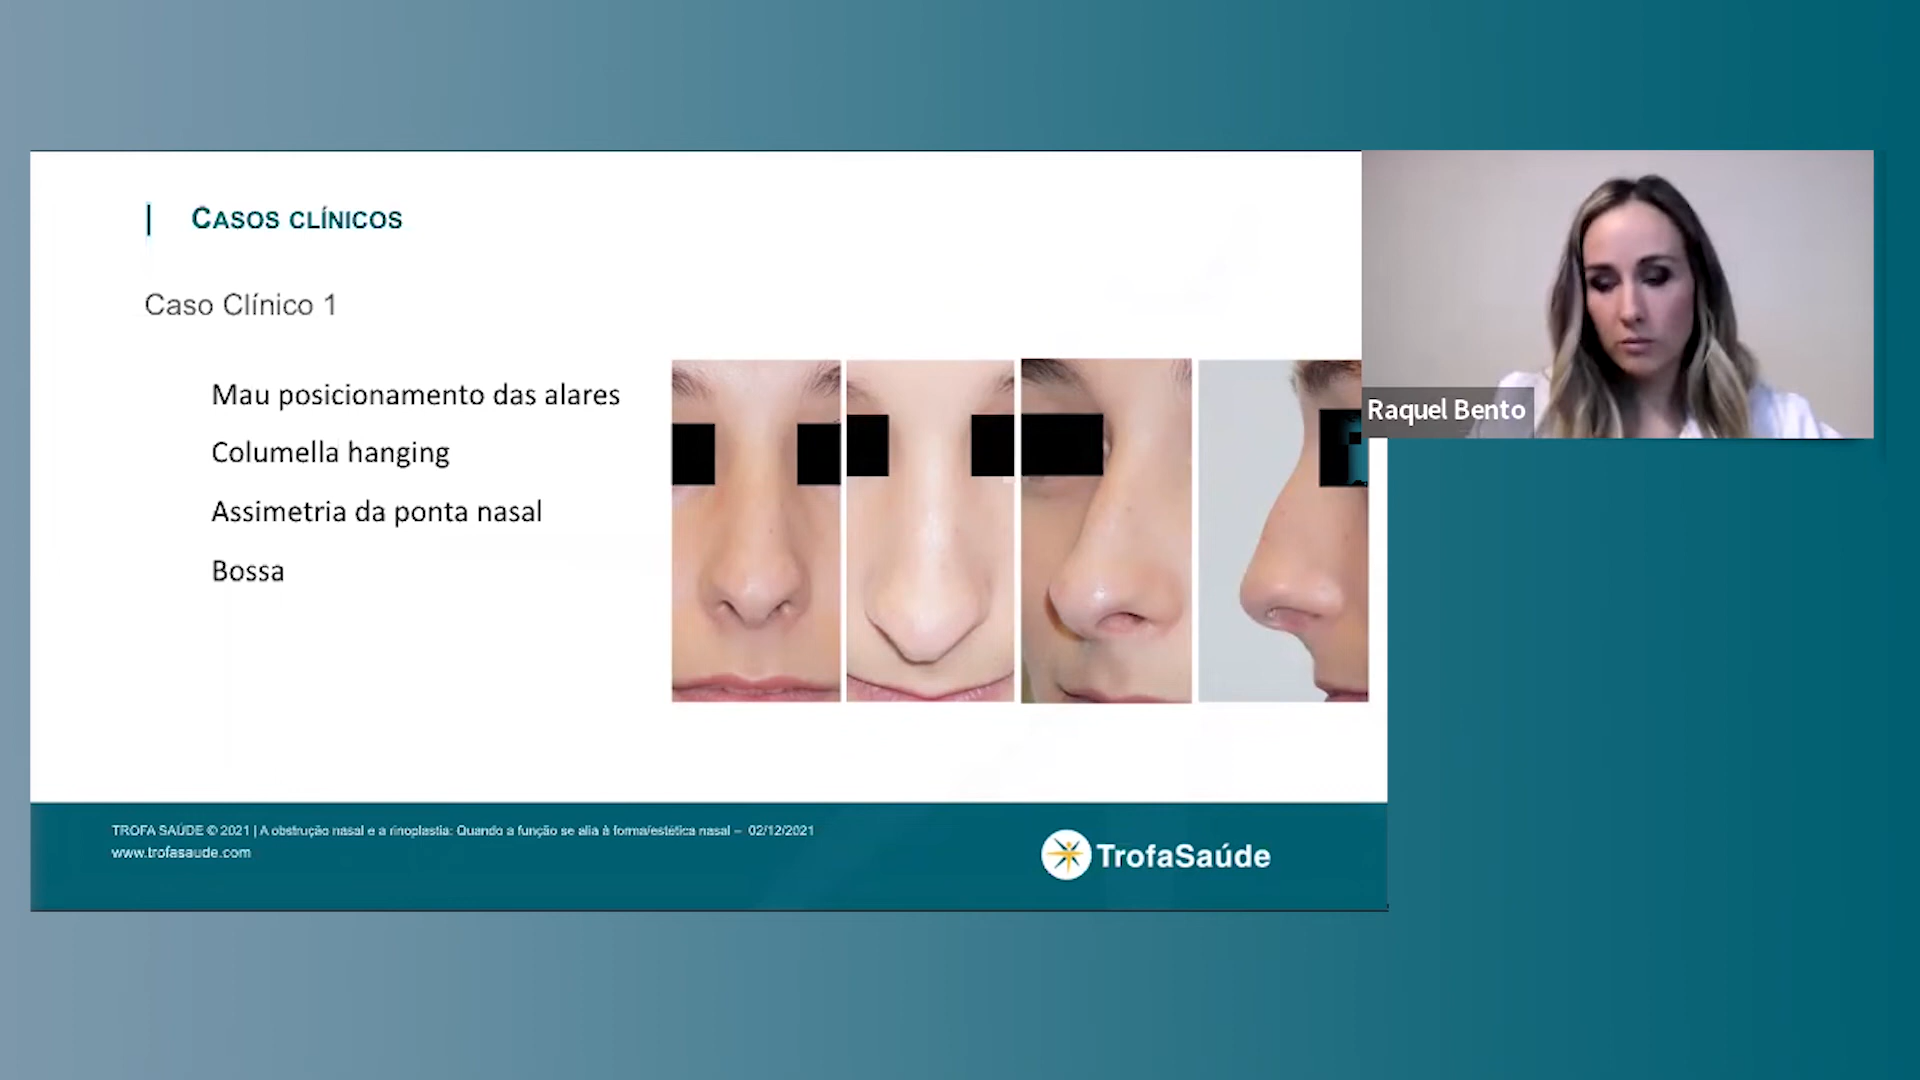 CASOS CLÍNICOS
Caso Clínico 1
Mau posicionamento das alares
Columella hanging
Assimetria da ponta nasal
Bossa
Raquel Bento
TROFA SAÚDE © 2021 | A obstrução nasal e a rinoplastia: Quando a função se alia à forma/estética nasal – 02/12/2021
www.trofasaude.com
TrofaSaúde